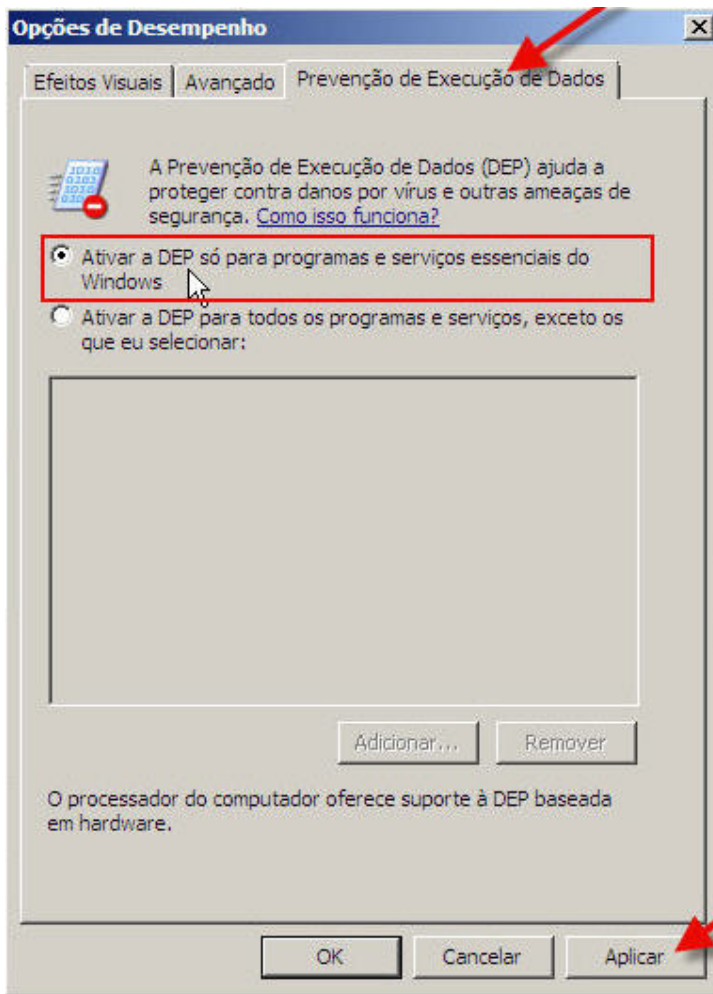 Opções de Desempenho
Efeitos Visuais Avançado Prevenção de Execução de Dados
A Prevenção de Execução de Dados (DEP) ajuda a
proteger contra danos por vírus e outras ameaças de
segurança. Como isso funciona?
Ativar a DEP só para programas e serviços essenciais do
Windows
Ativar a DEP para todos os programas e serviços, exceto os
que eu selecionar:
Adicionar... Remover
O processador do computador oferece suporte à DEP baseada
em hardware.
OK Cancelar Aplicar